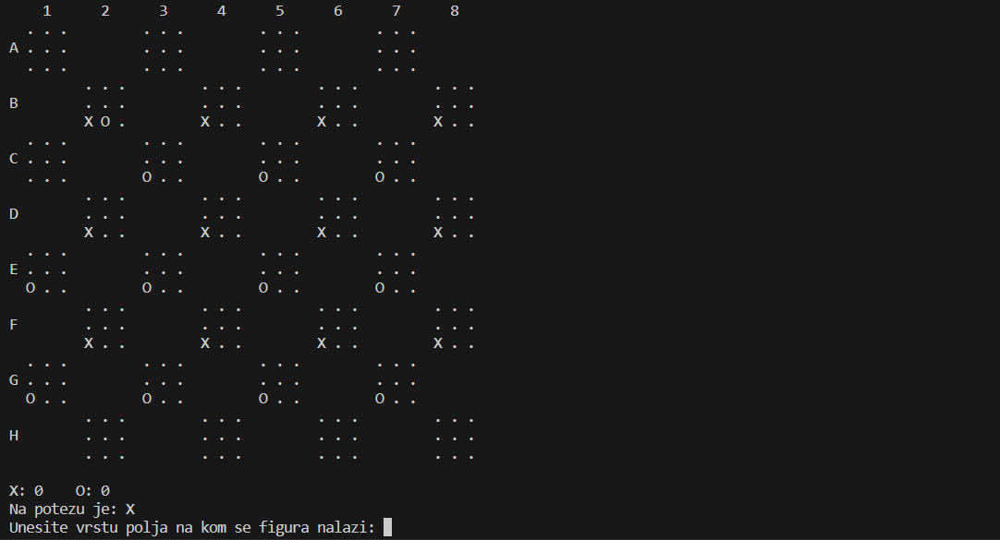 1 2 3 4 5 6 7 8
. . . . . . . . . . . .
A . . . . . . . . . . . .
. . . . . . . . . . . .
. . . . . . . . . . . .
B . . . . . . . . . . . .
X O . X . . X . . X . .
. . . . . . . . . . . .
C . . . . . . . . . . . .
. . . O . . O . . O . .
. . . . . . . . . . . .
D . . . . . . . . . . . .
X . . X . . X . . X . .
. . . . . . . . . . . .
E . . . . . . . . . . . .
O . . O . . O . . O . .
. . . . . . . . . . . .
F . . . . . . . . . . . .
X . . X . . X . . X . .
. . . . . . . . . . . .
G . . . . . . . . . . . .
O . . O . . O . . O . .
. . . . . . . . . . . .
H . . . . . . . . . . . .
. . . . . . . . . . . .
X: 0 O: 0
Na potezu je: X
Unesite vrstu polja na kom se figura nalazi: